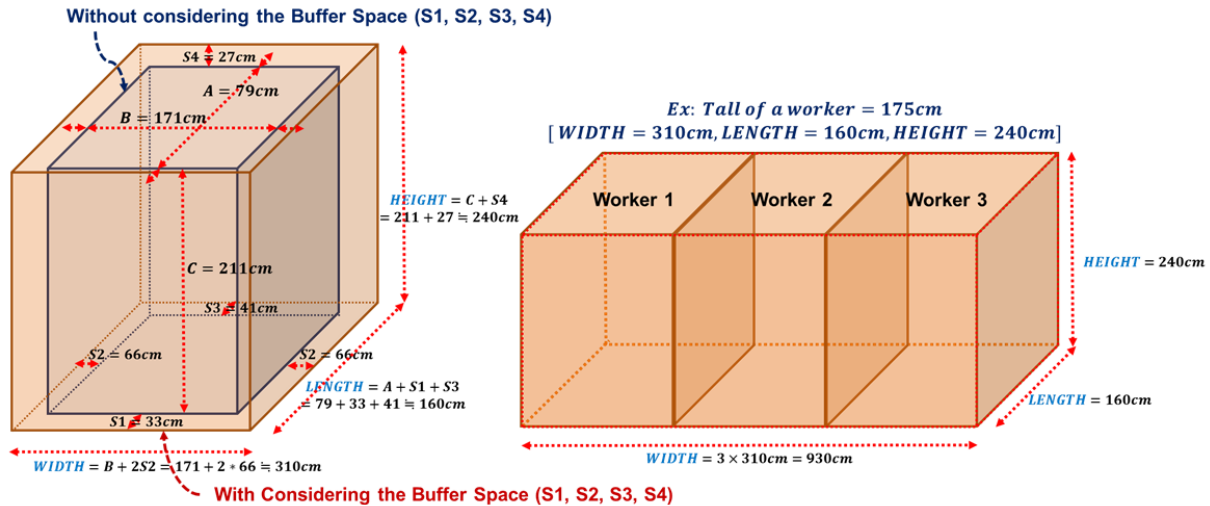 Without considering the Buffer Space (S1, S2, S3, S4)
S4 = 27cm
A = 79cm
B = 171cm
HEIGHT = C + S4
= 211 + 27 ≒ 240cm
C = 211cm
S3 = 41cm
S2 = 66cm
S2 = 66cm
LENGTH = A + S1 + S3
= 79 + 33 + 41 ≒ 160cm
S1 = 33cm
WIDTH = B + 2S2 = 171 + 2 * 66 ≒ 310cm
With Considering the Buffer Space (S1, S2, S3, S4)
Ex: Tall of a worker = 175cm
[WIDTH = 310cm, LENGTH = 160cm, HEIGHT = 240cm]
Worker 1
Worker 2
Worker 3
HEIGHT = 240cm
LENGTH = 160cm
WIDTH = 3 × 310cm = 930cm